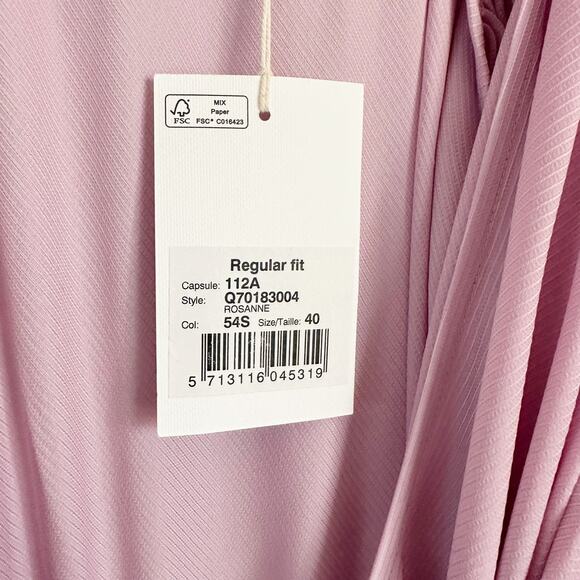 FSC
MIX
Paper
FSC® C016423
Regular fit
Capsule: 112A
Style: Q70183004
ROSANNE
Col: 54S Size/Taille: 40
5 713116 045319